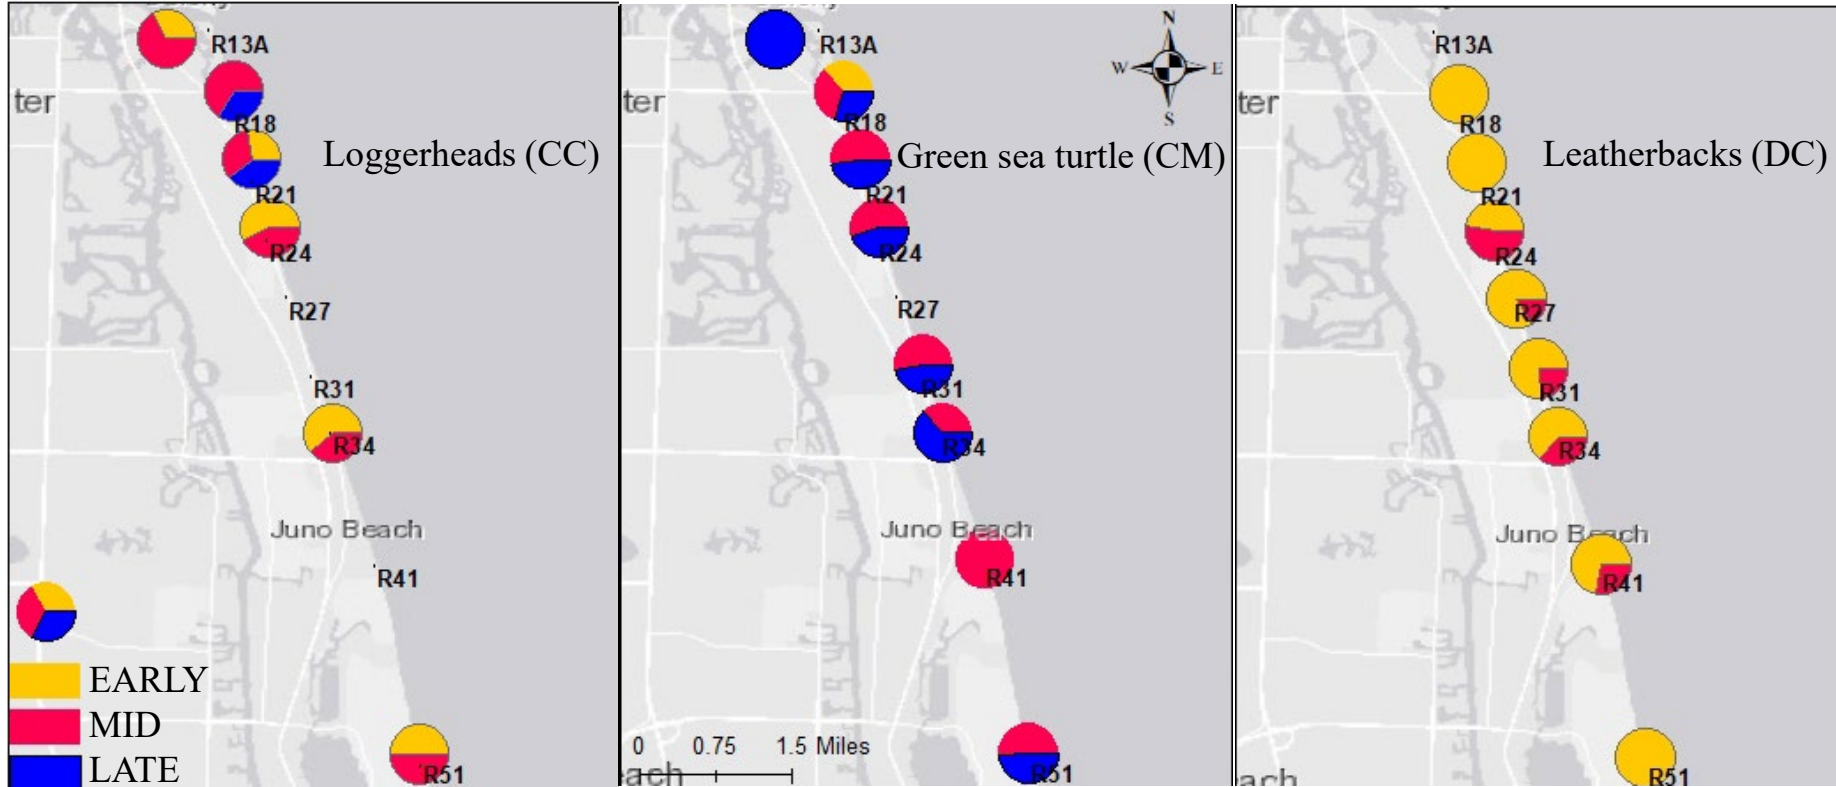 R13A
ter
R18
Loggerheads (CC)
R21
R24
R27
R31
R34
Juno Beach
R41
EARLY
MID
LATE
R51
R13A
N
W E
S
ter
R18
Green sea turtle (CM)
R21
R24
R27
R31
R34
Juno Beach
R41
0 0.75 1.5 Miles
each
R51
R13A
ter
R18
Leatherbacks (DC)
R21
R24
R27
R31
R34
Juno Beach
R41
R51
ach